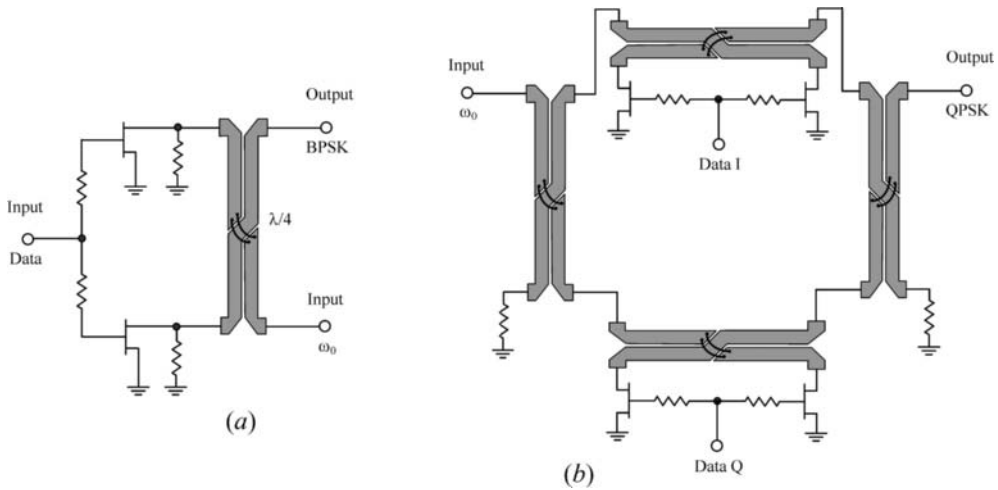 Output
BPSK
Input
Data
λ/4
Input
ω₀
(a)
Input
ω₀
Data I
Output
QPSK
Data Q
(b)